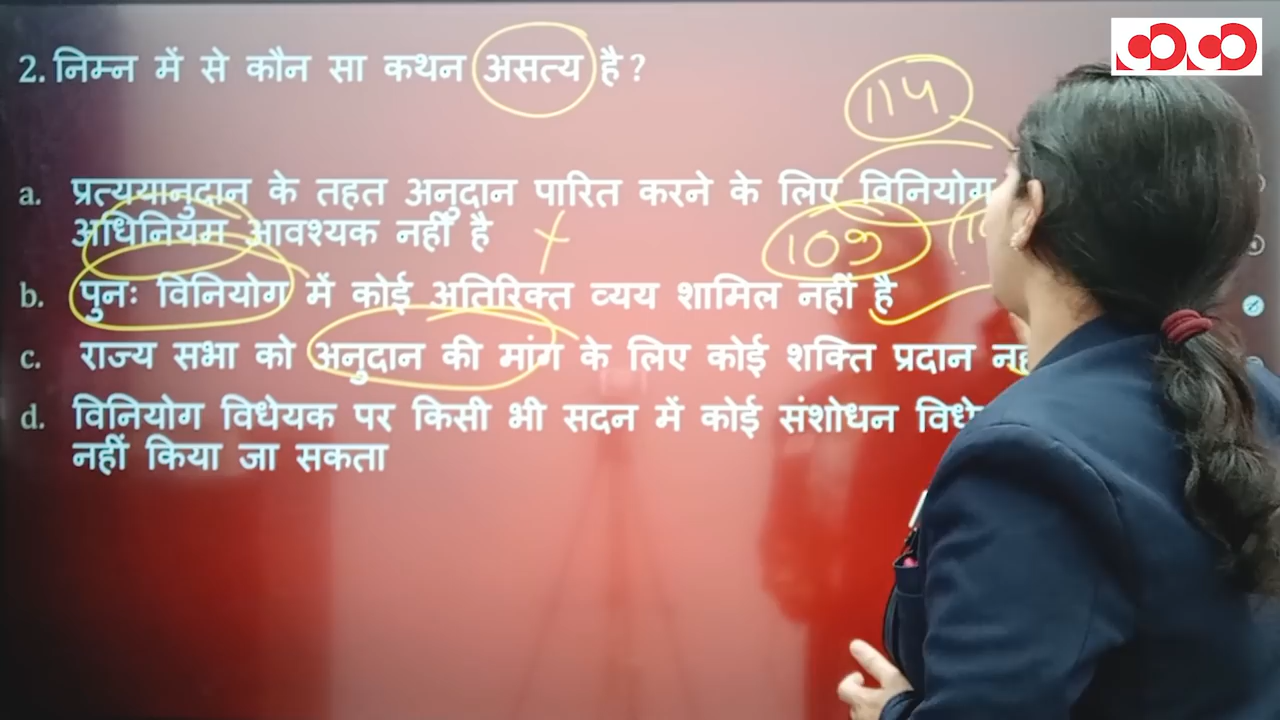 2. निम्न में से कौन सा कथन असत्य है ?
114
a. प्रत्ययानुदान के तहत अनुदान पारित करने के लिए विनियोग
अधिनियम आवश्यक नहीं है
109
b. पुनः विनियोग में कोई अतिरिक्त व्यय शामिल नहीं है
c. राज्य सभा को अनुदान की मांग के लिए कोई शक्ति प्रदान
d. विनियोग विधेयक पर किसी भी सदन में कोई संशोधन
नहीं किया जा सकता